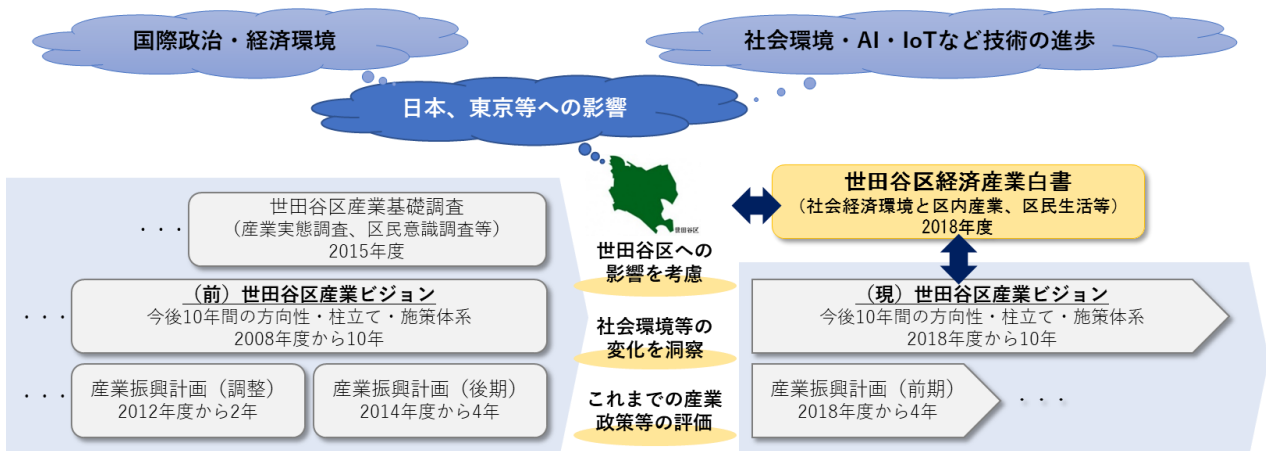 国際政治・経済環境
社会環境・AI・IoTなど技術の進歩
日本、東京等への影響
世田谷区
世田谷区産業基礎調査
(産業実態調査、区民意識調査等)
2015年度
・・・
(前)世田谷区産業ビジョン
今後10年間の方向性・柱立て・施策体系
2008年度から10年
・・・
産業振興計画(調整)
2012年度から2年
産業振興計画(後期)
2014年度から4年
・・・
世田谷区への
影響を考慮
社会環境等の
変化を洞察
これまでの産業
政策等の評価
世田谷区経済産業白書
(社会経済環境と区内産業、区民生活等)
2018年度
(現)世田谷区産業ビジョン
今後10年間の方向性・柱立て・施策体系
2018年度から10年
産業振興計画(前期)
2018年度から4年
・・・